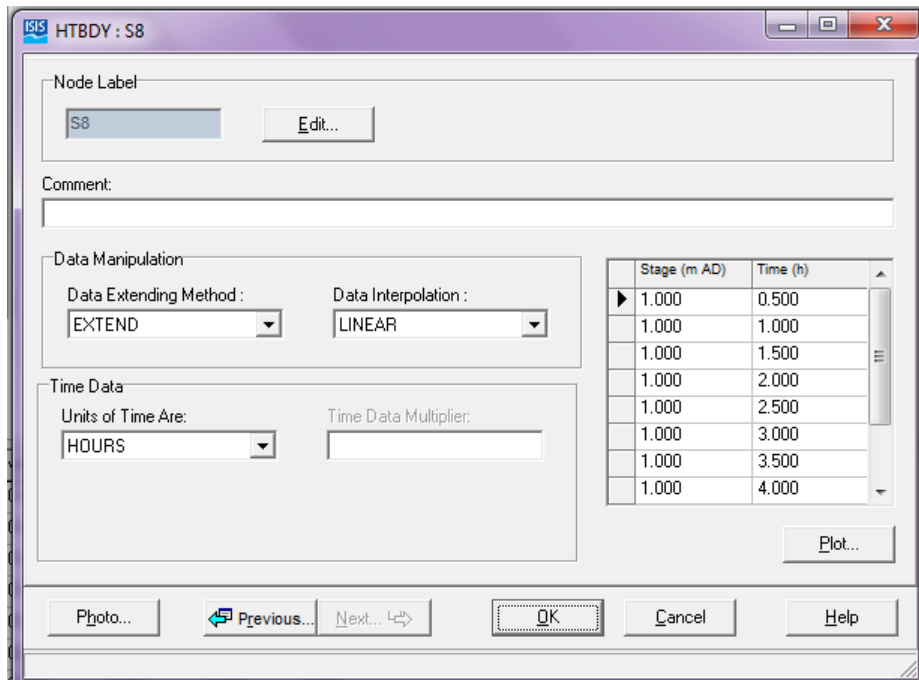 ISIS HTBDY : S8
Node Label
S8 Edit...
Comment:
Data Manipulation
Data Extending Method : Data Interpolation :
EXTEND LINEAR
Time Data
Units of Time Are: Time Data Multiplier:
HOURS
Stage (m AD) Time (h)
1.000 0.500
1.000 1.000
1.000 1.500
1.000 2.000
1.000 2.500
1.000 3.000
1.000 3.500
1.000 4.000
Plot...
Photo... Previous... Next... OK Cancel Help